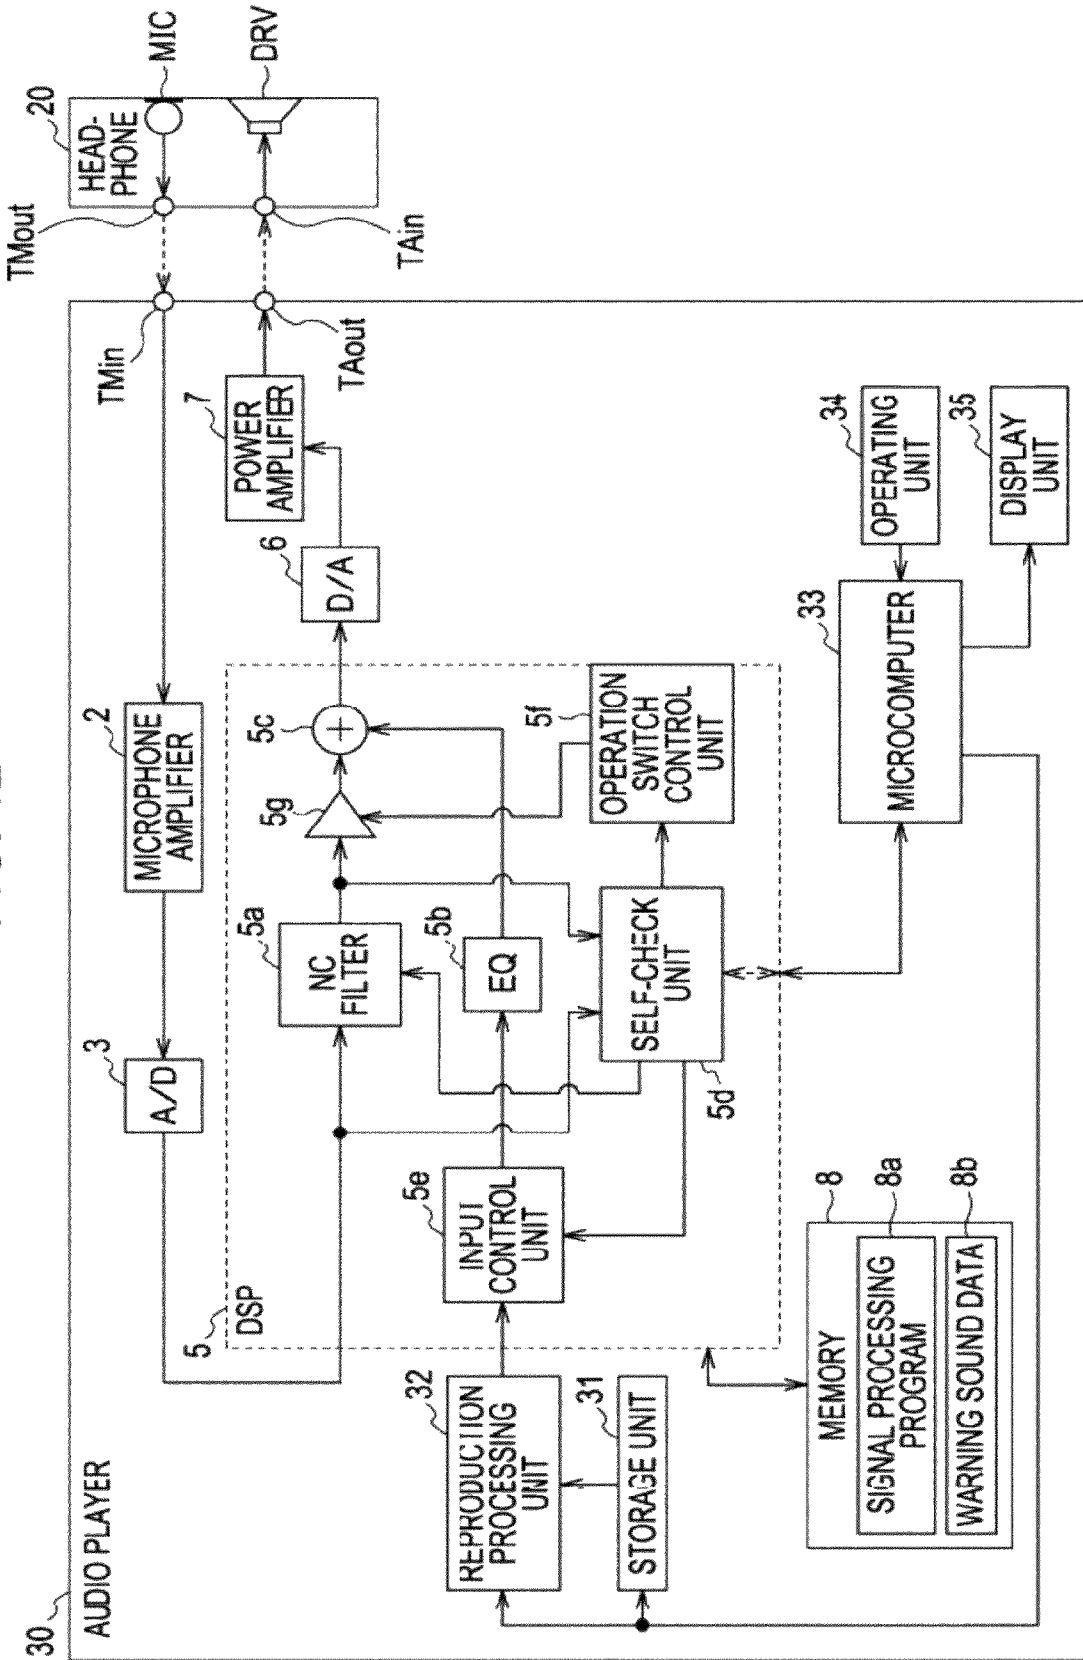 30
AUDIO PLAYER
20
HEAD-
PHONE
MIC
DRV
TMout
TAin
TMin
TAout
2
MICROPHONE
AMPLIFIER
3
A/D
7
POWER
AMPLIFIER
6
D/A
5
DSP
5a
NC
FILTER
5g
5c
5b
EQ
5e
INPUT
CONTROL
UNIT
5d
SELF-CHECK
UNIT
5f
OPERATION
SWITCH
CONTROL
UNIT
32
REPRODUCTION
PROCESSING
UNIT
31
STORAGE UNIT
8
MEMORY
8a
SIGNAL PROCESSING
PROGRAM
8b
WARNING SOUND DATA
33
MICROCOMPUTER
34
OPERATING
UNIT
35
DISPLAY
UNIT